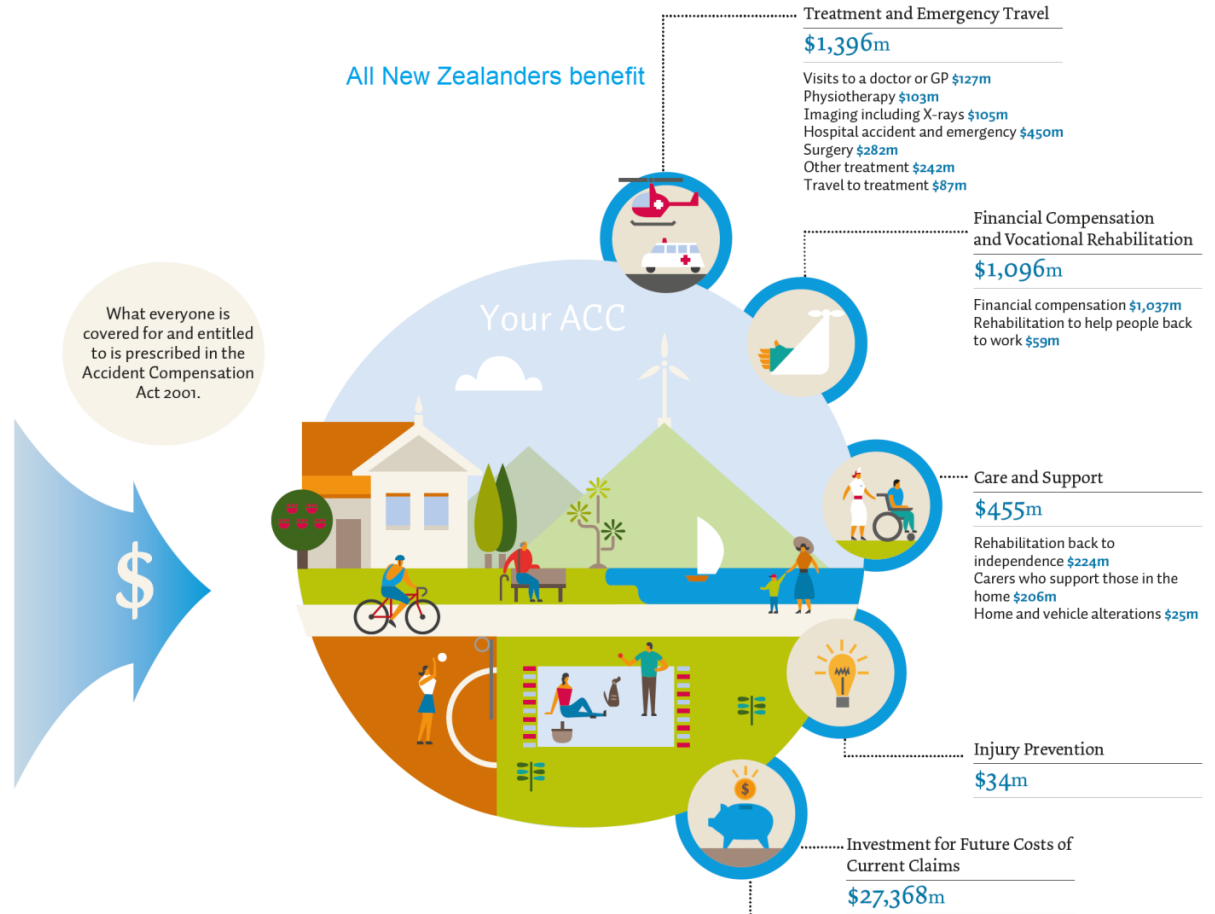 All New Zealanders benefit
Treatment and Emergency Travel
$1,396m
Visits to a doctor or GP $127m
Physiotherapy $103m
Imaging including X-rays $105m
Hospital accident and emergency $450m
Surgery $282m
Other treatment $242m
Travel to treatment $87m
Financial Compensation
and Vocational Rehabilitation
$1,096m
Financial compensation $1,037m
Rehabilitation to help people back
to work $59m
What everyone is
covered for and entitled
to is prescribed in the
Accident Compensation
Act 2001.
Your ACC
$
Care and Support
$455m
Rehabilitation back to
independence $224m
Carers who support those in the
home $206m
Home and vehicle alterations $25m
Injury Prevention
$34m
$
Investment for Future Costs of
Current Claims
$27,368m